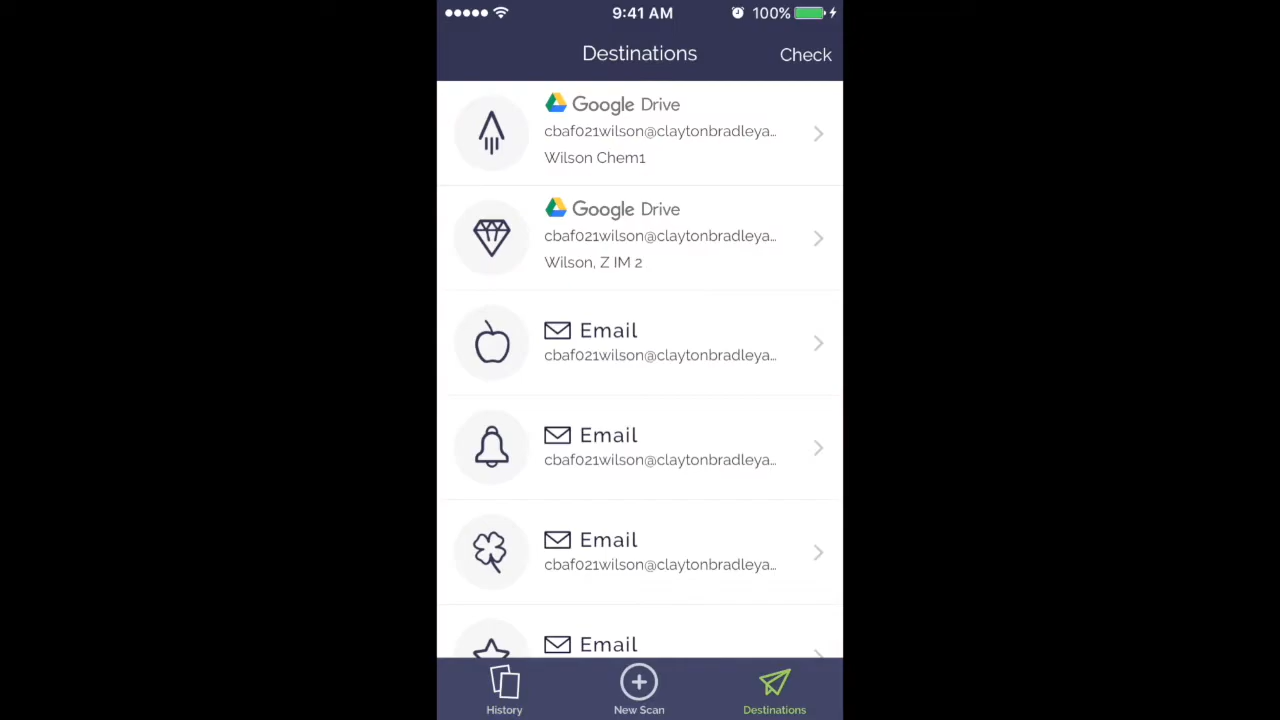 9:41 AM
100%
Destinations
Check
Google Drive
cbaf021wilson@claytonbradleya...
Wilson Chem1
Google Drive
cbaf021wilson@claytonbradleya...
Wilson, Z IM 2
Email
cbaf021wilson@claytonbradleya...
Email
cbaf021wilson@claytonbradleya...
Email
cbaf021wilson@claytonbradleya...
Email
History
New Scan
Destinations